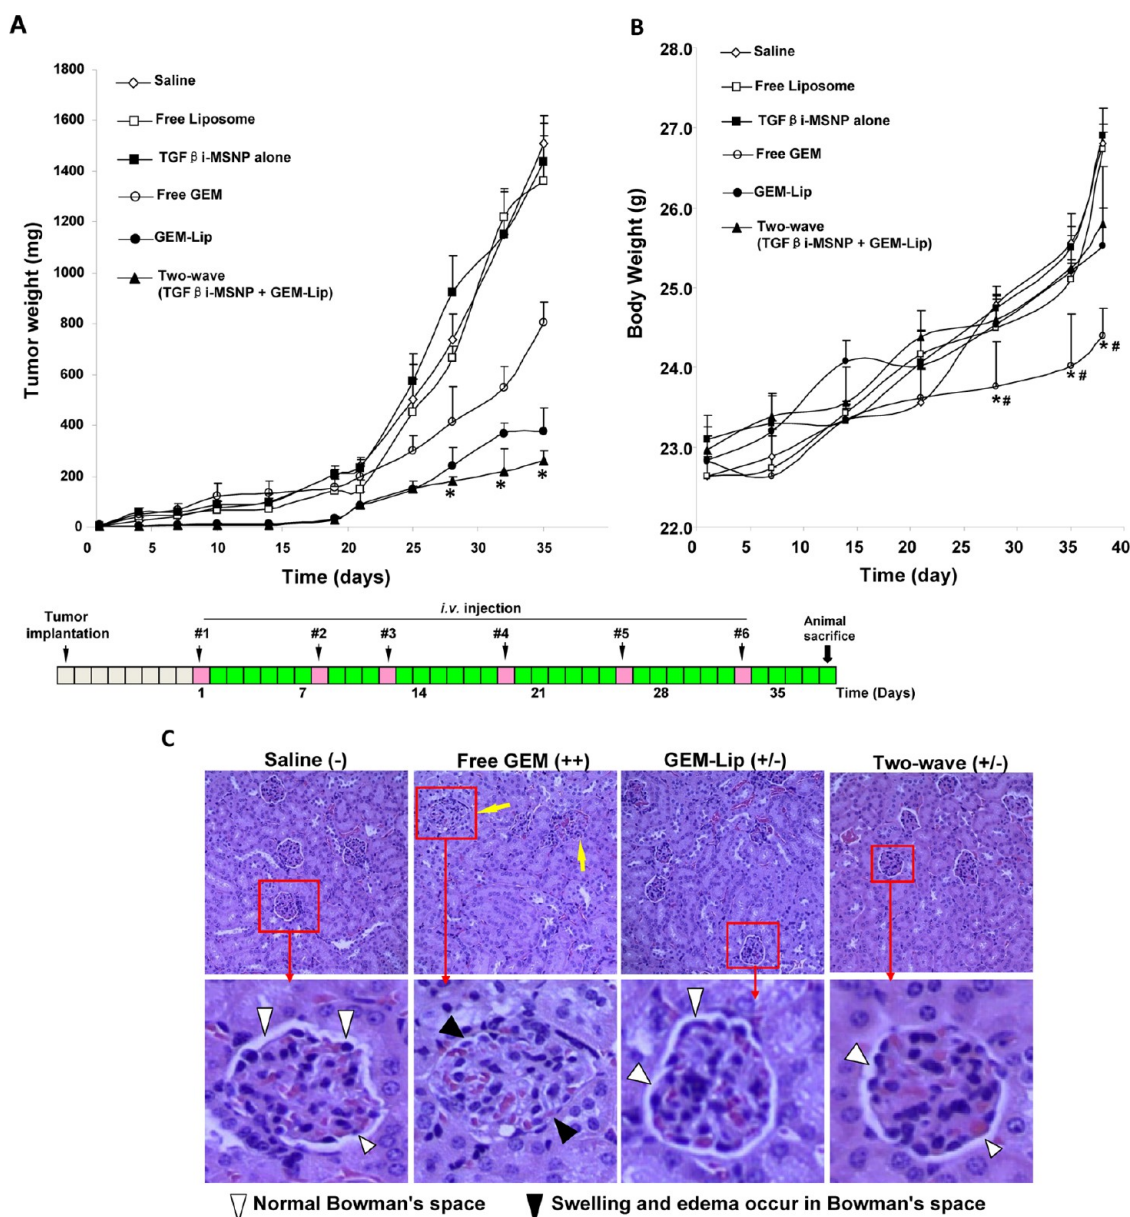 A
1800
1600
1400
1200
1000
800
600
400
200
0
Tumor weight (mg)
Saline
Free Liposome
TGFβi-MSNP alone
Free GEM
GEM-Lip
Two-wave
(TGFβi-MSNP + GEM-Lip)
* * *
0 5 10 15 20 25 30 35
Time (days)
B
28.0
27.0
26.0
25.0
24.0
23.0
22.0
Body Weight (g)
Saline
Free Liposome
TGFβi-MSNP alone
Free GEM
GEM-Lip
Two-wave
(TGFβi-MSNP + GEM-Lip)
*# *# *#
0 5 10 15 20 25 30 35 40
Time (day)
Tumor
implantation
i.v. injection
#1 #2 #3 #4 #5 #6
Animal
sacrifice
1 7 14 21 28 35 Time (Days)
C
Saline (-) Free GEM (++) GEM-Lip (+/-) Two-wave (+/-)
Normal Bowman's space Swelling and edema occur in Bowman's space